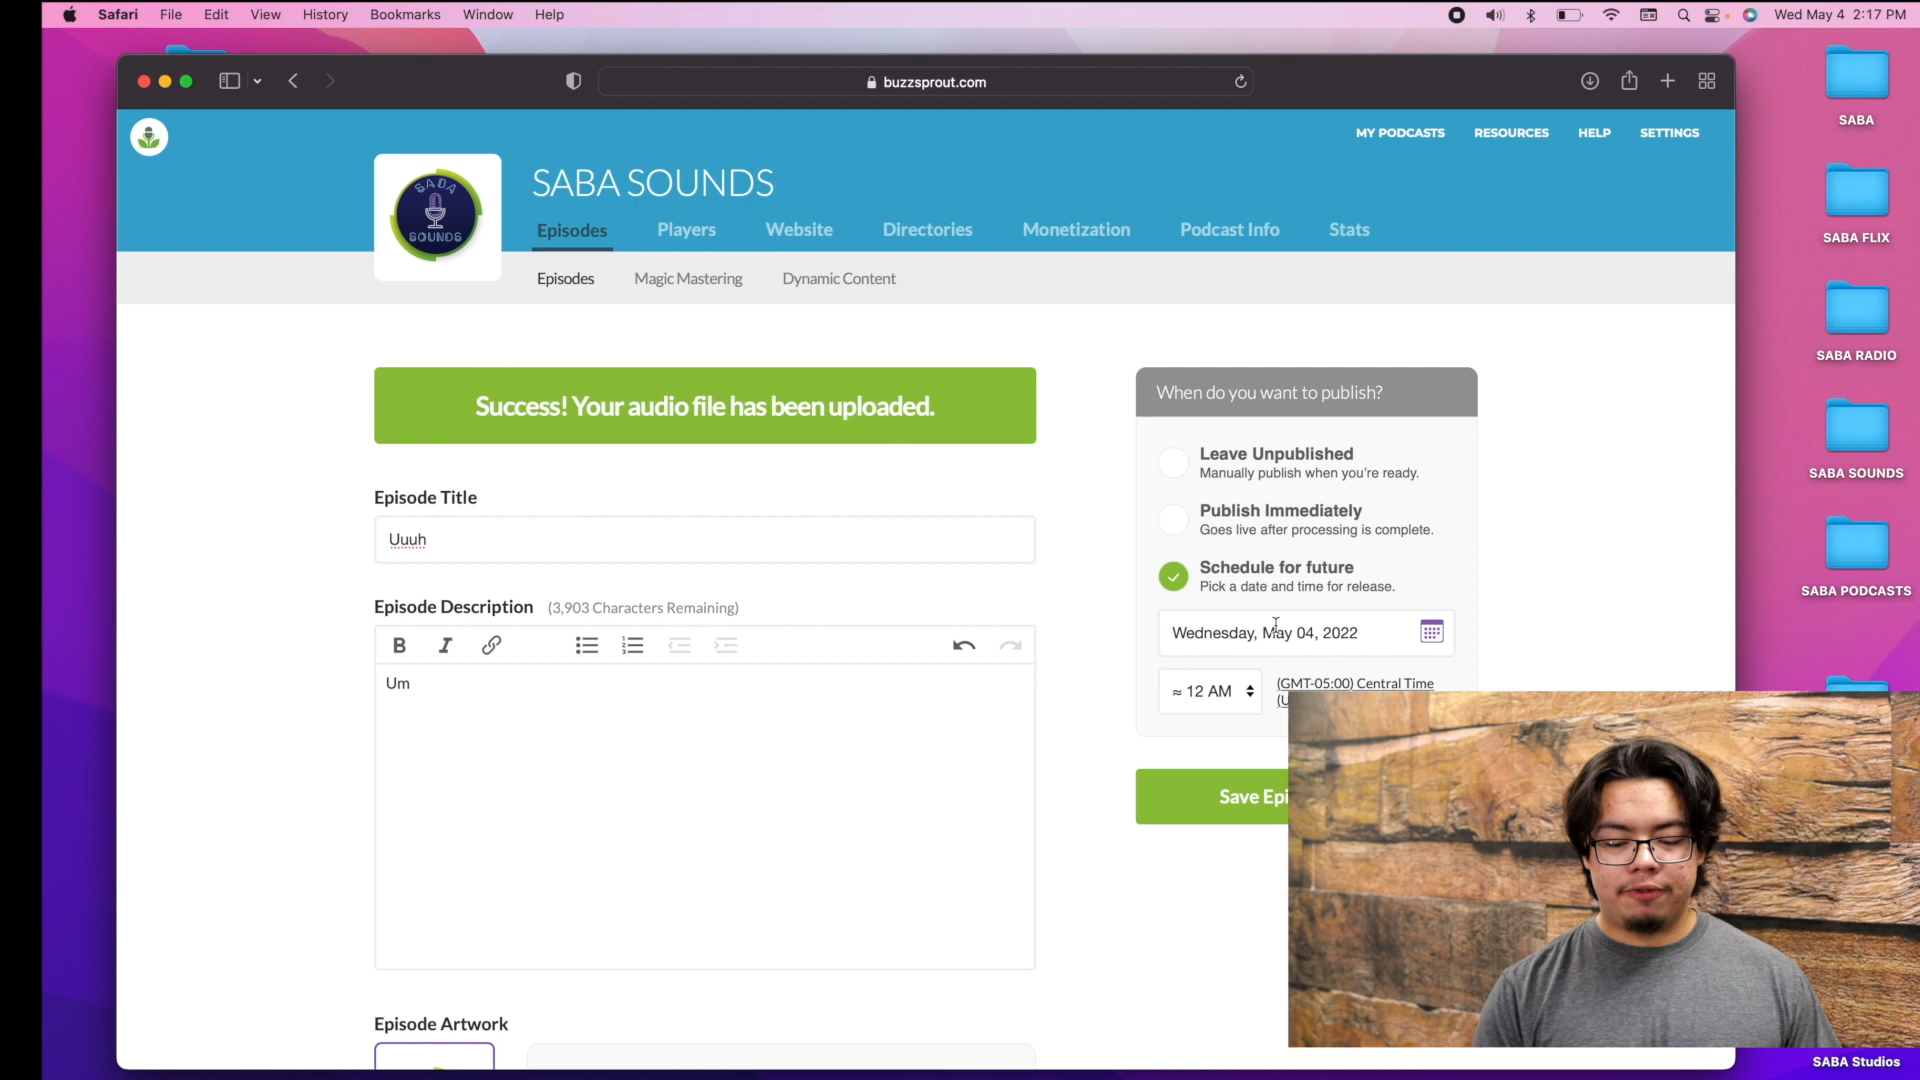 Safari File Edit View History Bookmarks Window Help Wed May 4 2:17 PM
buzzsprout.com
MY PODCASTS RESOURCES HELP SETTINGS
SABA SOUNDS
SABA
SOUNDS
Episodes Players Website Directories Monetization Podcast Info Stats
Episodes Magic Mastering Dynamic Content
Success! Your audio file has been uploaded.
Episode Title
Uuuh
Episode Description (3,903 Characters Remaining)
B I
Um
Episode Artwork
When do you want to publish?
Leave Unpublished
Manually publish when you're ready.
Publish Immediately
Goes live after processing is complete.
Schedule for future
Pick a date and time for release.
Wednesday, May 04, 2022
≈ 12 AM
(GMT-05:00) Central Time
(U
Save Epi
SABA
SABA FLIX
SABA RADIO
SABA SOUNDS
SABA PODCASTS
SABA Studios